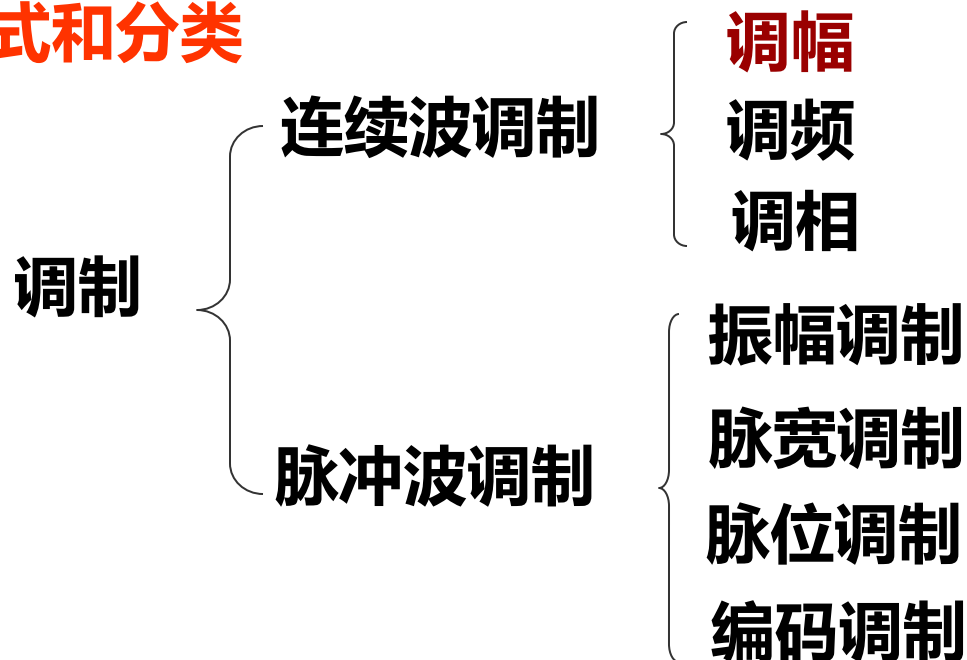 式和分类
调制
连续波调制
调幅
调频
调相
脉冲波调制
振幅调制
脉宽调制
脉位调制
编码调制